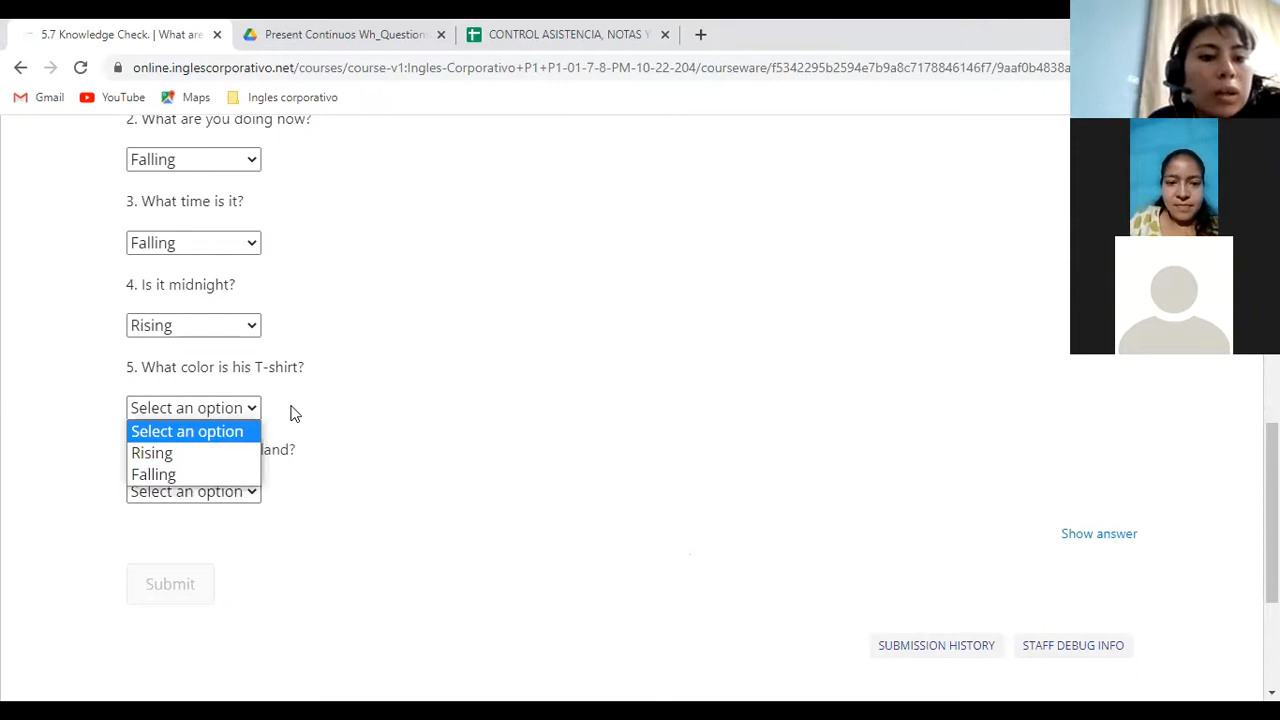 5.7 Knowledge Check. | What are
Present Continuos Wh_Question
CONTROL ASISTENCIA, NOTAS Y
online.inglescorporativo.net/courses/course-v1:Ingles-Corporativo+P1+P1-01-7-8-PM-10-22-204/courseware/f5342295b2594e7b9a8c7178846146f7/9aaf0b4838a
Gmail YouTube Maps Ingles corporativo
2. What are you doing now?
Falling
3. What time is it?
Falling
4. Is it midnight?
Rising
5. What color is his T-shirt?
Select an option
Select an option
Rising
land?
Falling
Select an option
Show answer
Submit
SUBMISSION HISTORY STAFF DEBUG INFO